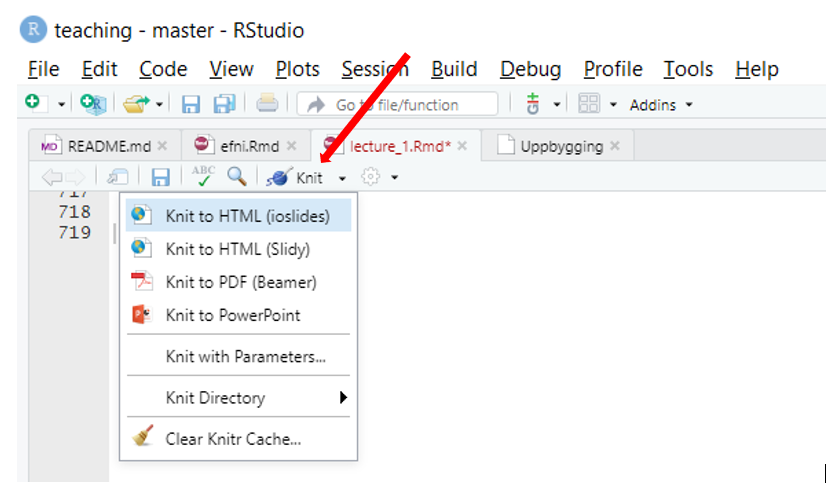 R teaching - master - RStudio
File Edit Code View Plots Session Build Debug Profile Tools Help
Go to file/function Addins
MD README.md efni.Rmd lecture_1.Rmd* Uppbygging
ABC Knit
717
718
719
Knit to HTML (ioslides)
Knit to HTML (Slidy)
Knit to PDF (Beamer)
Knit to PowerPoint
Knit with Parameters...
Knit Directory
Clear Knitr Cache...